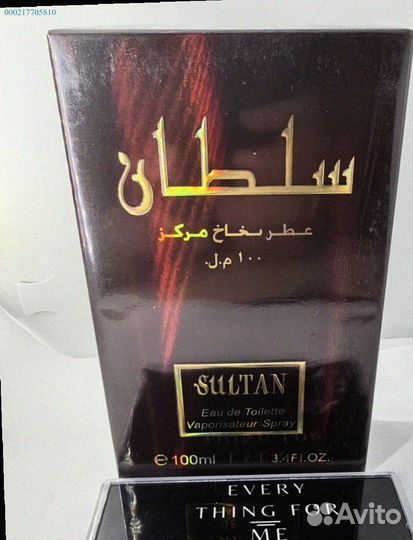 000217705810
سلطان
عطر بخاخ مركز
١٠٠ م.ل.
SULTAN
Eau de Toilette
Vaporisateur Spray
e 100ml 3.4Fl.OZ.
EVERY
THING FOR
ME
Avito